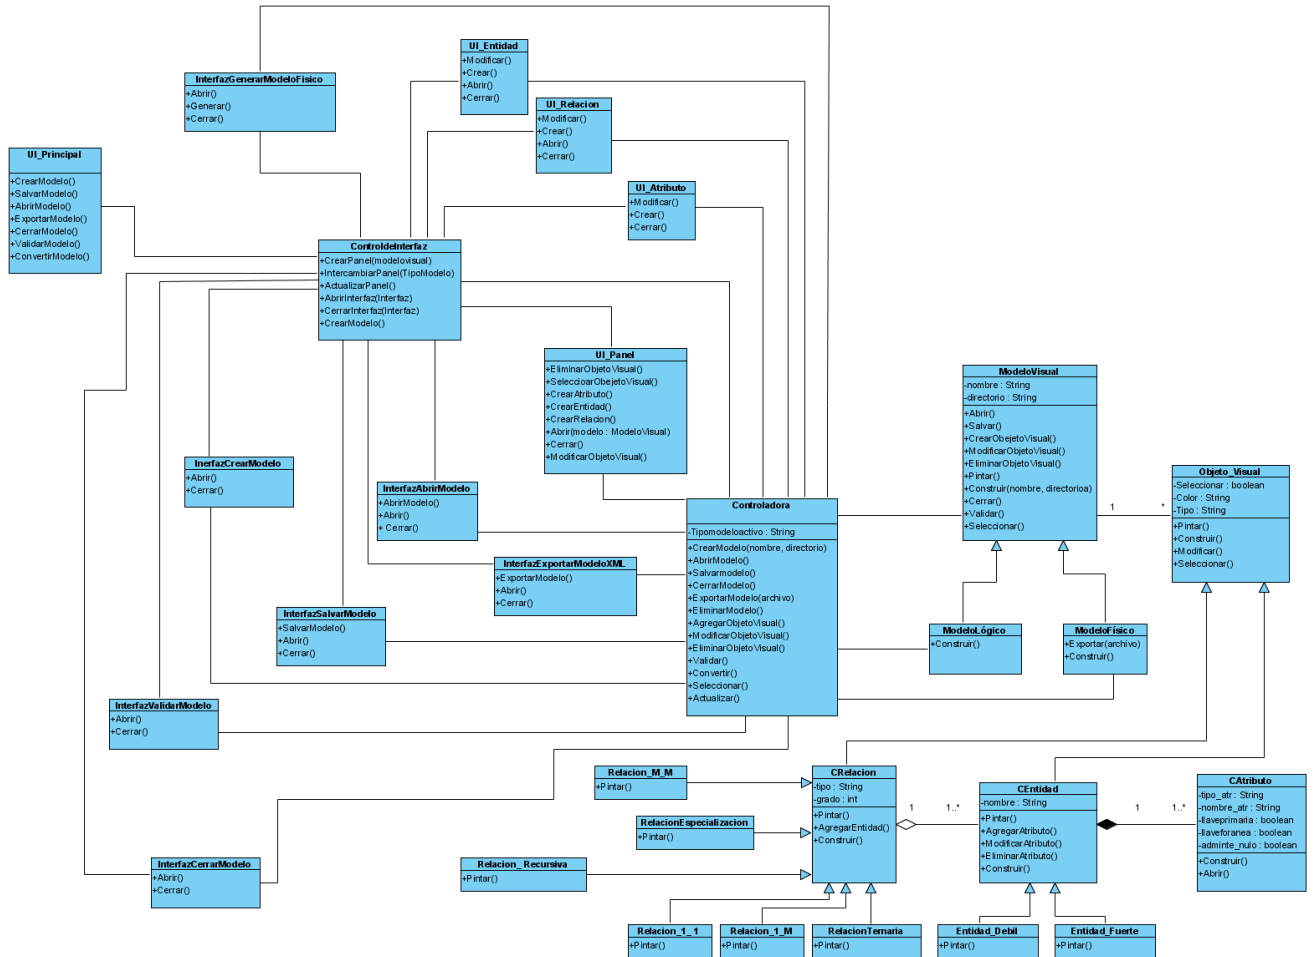 UI_Entidad
+Modificar()
+Crear()
+Abrir()
+Cerrar()
InterfazGenerarModeloFisico
+Abrir()
+Generar()
+Cerrar()
UI_Relacion
+Modificar()
+Crear()
+Abrir()
+Cerrar()
UI_Principal
+CrearModelo()
+SalvarModelo()
+AbrirModelo()
+ExportarModelo()
+CerrarModelo()
+ValidarModelo()
+ConvertirModelo()
UI_Atributo
+Modificar()
+Crear()
+Cerrar()
ControldeInterfaz
+CrearPanel(modelovisual)
+IntercambiarPanel(TipoModelo)
+ActualizarPanel()
+AbrirInterfaz(Interfaz)
+CerrarInterfaz(Interfaz)
+CrearModelo()
UI_Panel
+EliminarObjetoVisual()
+SeleccioarObejetoVisual()
+CrearAtributo()
+CrearEntidad()
+CrearRelacion()
+Abrir(modelo : ModeloVisual)
+Cerrar()
+ModificarObjetoVisual()
ModeloVisual
-nombre : String
-directorio : String
+Abrir()
+Salvar()
+CrearObejetoVisual()
+ModificarObjetoVisual()
+EliminarObjetoVisual()
+Pintar()
+Construir(nombre, directorioa)
+Cerrar()
+Validar()
+Seleccionar()
1
*
Objeto_Visual
-Seleccionar : boolean
-Color : String
-Tipo : String
+Pintar()
+Construir()
+Modificar()
+Seleccionar()
InerfazCrearModelo
+Abrir()
+Cerrar()
InterfazAbrirModelo
+AbrirModelo()
+Abrir()
+ Cerrar()
Controladora
-Tipomodeloactivo : String
+CrearModelo(nombre, directorio)
+AbrirModelo()
+Salvarmodelo()
+CerrarModelo()
+ExportarModelo(archivo)
+EliminarModelo()
+AgregarObjetoVisual()
+ModificarObjetoVisual()
+EliminarObjetoVisual()
+Validar()
+Convertir()
+Seleccionar()
+Actualizar()
InterfazExportarModeloXML
+ExportarModelo()
+Abrir()
+Cerrar()
InterfazSalvarModelo
+SalvarModelo()
+Abrir()
+Cerrar()
ModeloLógico
+Construir()
ModeloFísico
+Exportar(archivo)
+Construir()
InterfazValidarModelo
+Abrir()
+Cerrar()
Relacion_M_M
+Pintar()
CRelacion
-tipo : String
-grado : int
+Pintar()
+AgregarEntidad()
+Construir()
1
1..*
CEntidad
-nombre : String
+Pintar()
+AgregarAtributo()
+ModificarAtributo()
+EliminarAtributo()
+Construir()
1
1..*
CAtributo
-tipo_atr : String
-nombre_atr : String
-llaveprimaria : boolean
-llaveforanea : boolean
-adminte_nulo : boolean
+Construir()
+Abrir()
RelacionEspecializacion
+Pintar()
InterfazCerrarModelo
+Abrir()
+Cerrar()
Relacion_ Recursiva
+Pintar()
Relacion_1_1
+Pintar()
Relacion_1_M
+Pintar()
RelacionTernaria
+Pintar()
Entidad_Debil
+Pintar()
Entidad_Fuerte
+Pintar()